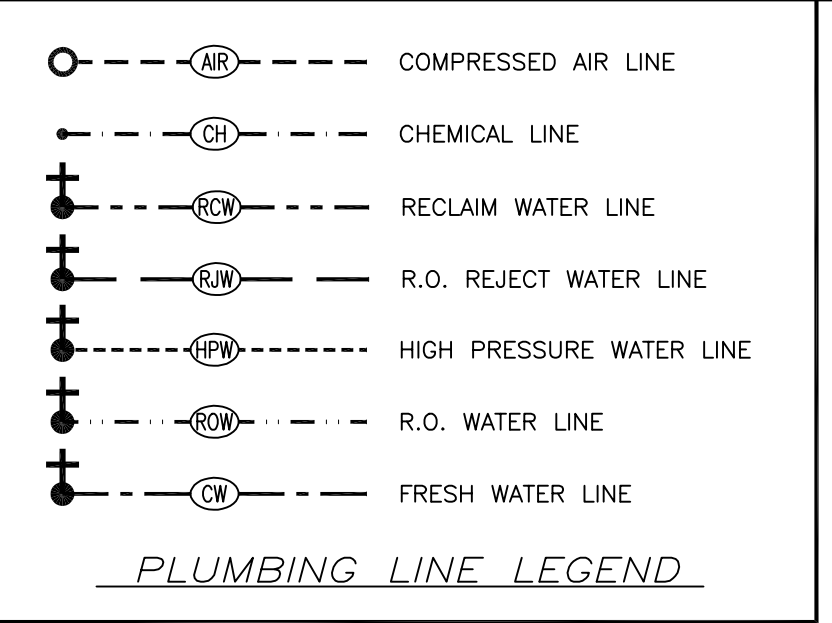 AIR COMPRESSED AIR LINE
CH CHEMICAL LINE
RCW RECLAIM WATER LINE
RJW R.O. REJECT WATER LINE
HPW HIGH PRESSURE WATER LINE
ROW R.O. WATER LINE
CW FRESH WATER LINE
PLUMBING LINE LEGEND